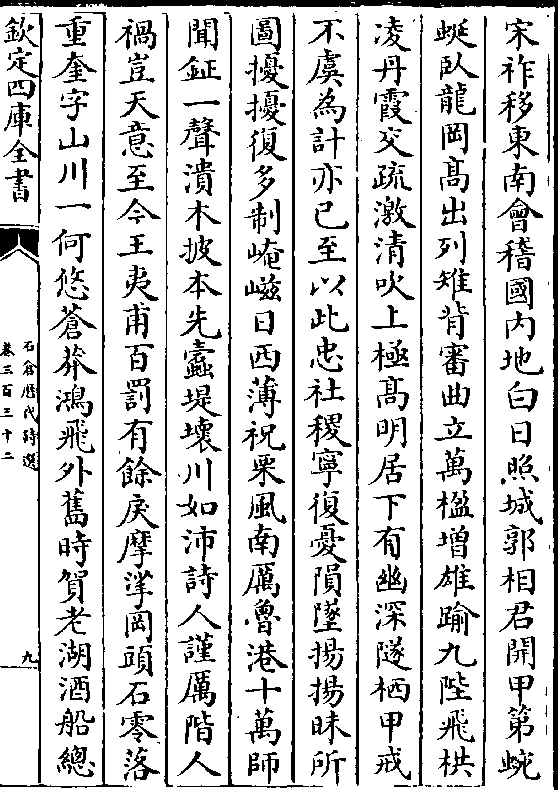 宋祚移東南會稽國内地白日照城郭相君開甲第蜿
蜒臥龍岡髙出列雉背審曲立萬楹増雄踰九陛飛栱
凌丹霞交疏激清吹上極髙明居下有幽深隧栖甲戒
不虞為計亦已至以此忠社稷寧復憂隕墜揚揚昧所
圖擾擾復多制崦嵫日西薄祝栗風南厲魯港十萬師
聞鉦一聲潰木披本先蠧堤壞川如沛詩人謹厲階人
禍豈天意至今王夷甫百罰有餘戾摩挲岡頭石零落
重奎字山川一何悠蒼莽鴻飛外舊時賀老湖酒船總
欽定四庫全書
石倉歴代詩選
卷三百三十二
九